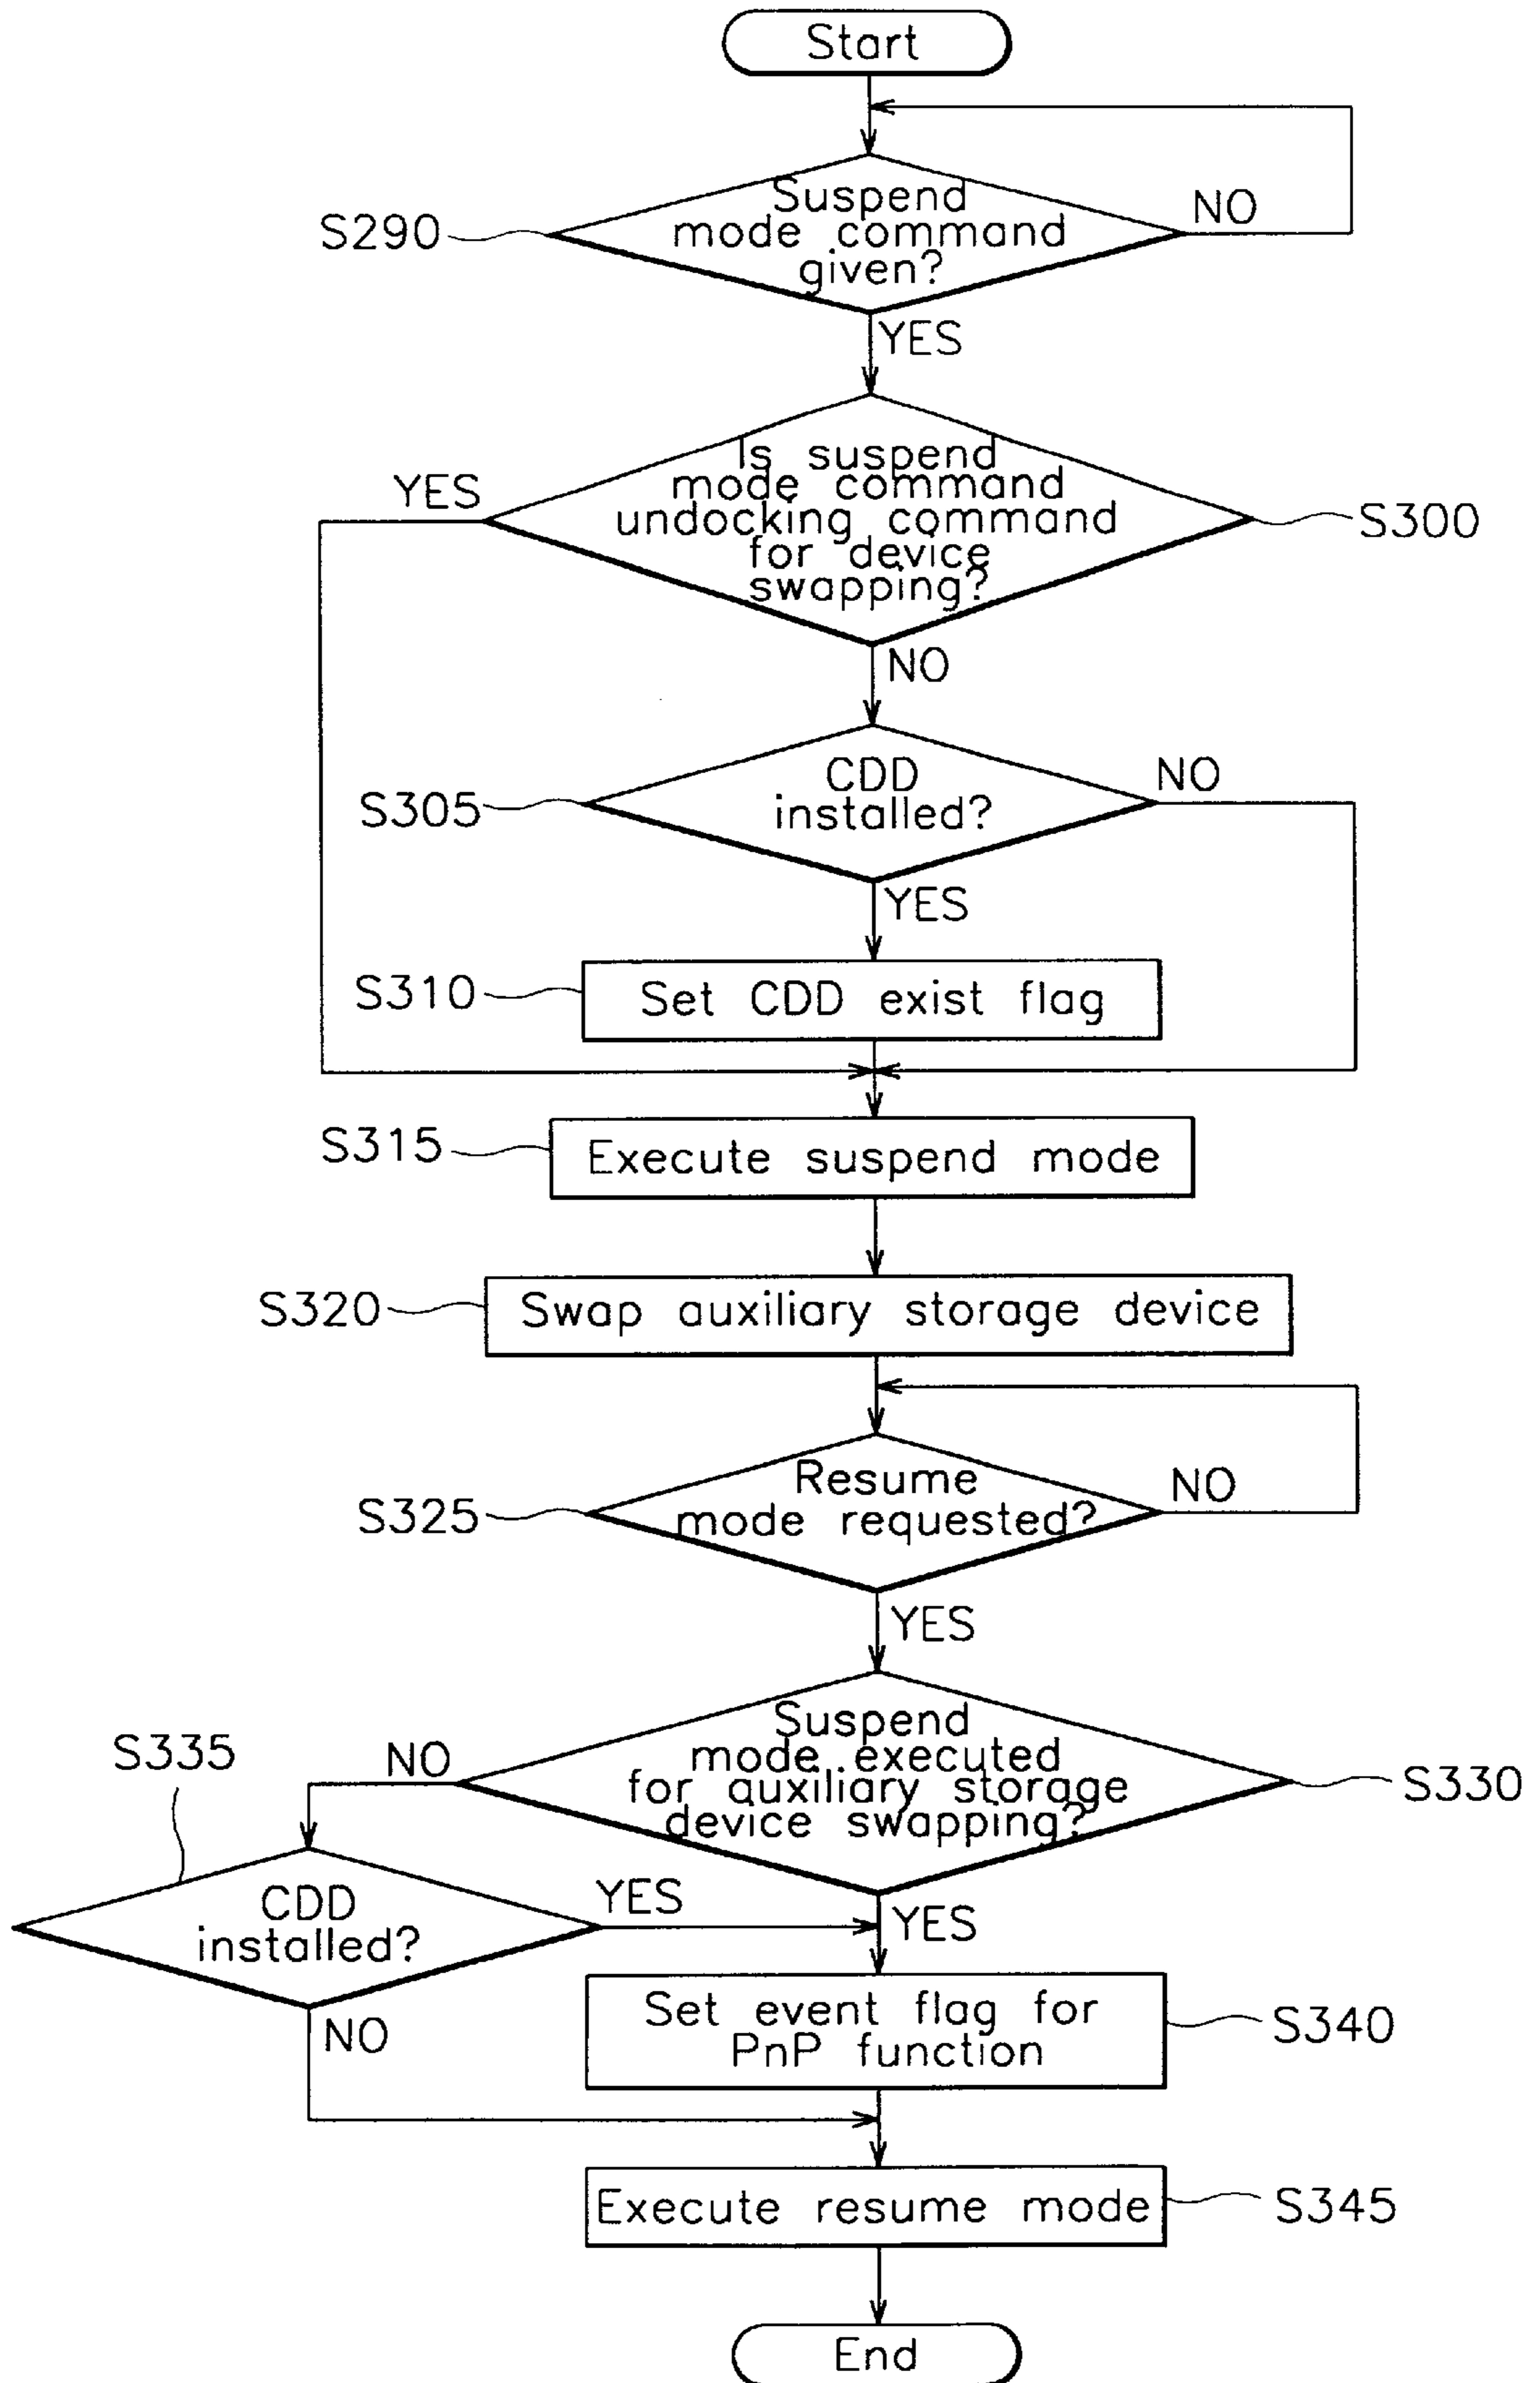 Start
Suspend
mode command
given?
S290
NO
YES
Is suspend
mode command
undocking command
for device
swapping?
YES
S300
NO
CDD
installed?
S305
NO
YES
S310
Set CDD exist flag
S315
Execute suspend mode
S320
Swap auxiliary storage device
Resume
mode requested?
S325
NO
YES
Suspend
mode executed
for auxiliary storage
device swapping?
S335
NO
S330
CDD
installed?
YES
YES
NO
Set event flag for
PnP function
S340
Execute resume mode
S345
End